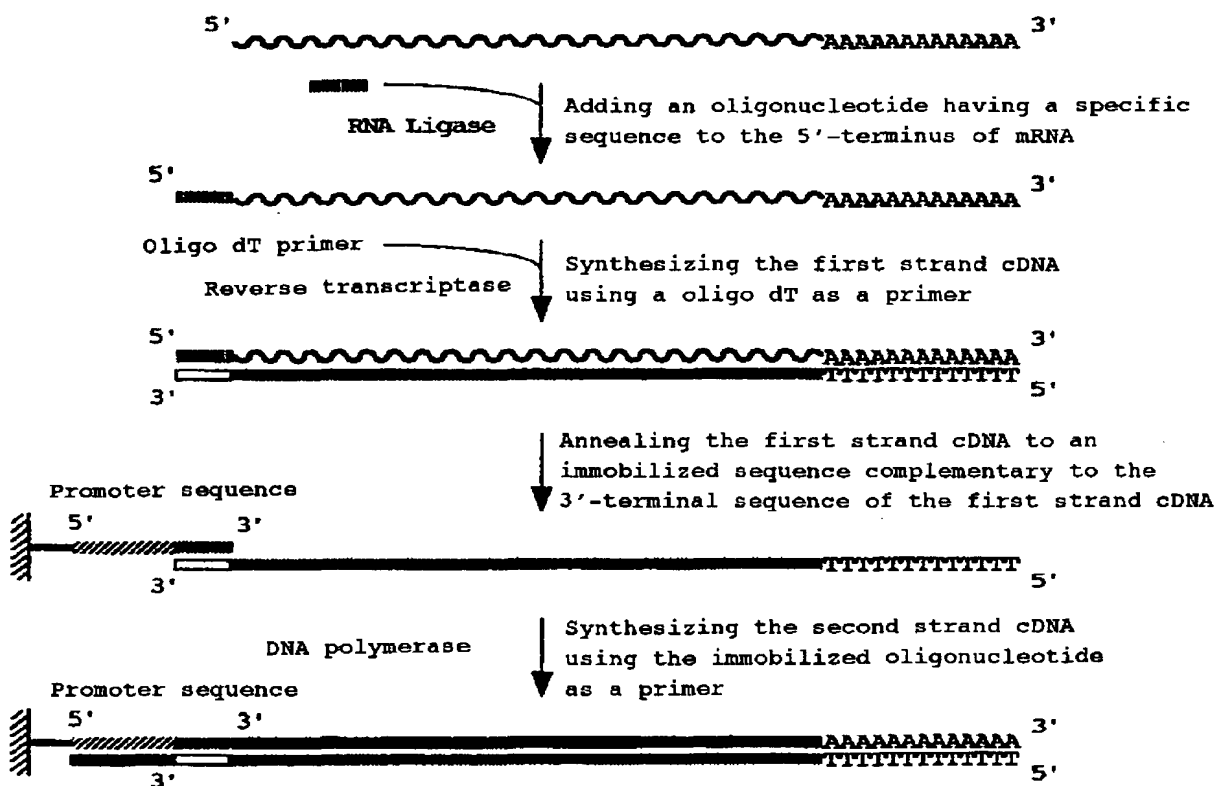 5' 3'
AAAAAAAAAAAAA
RNA Ligase
Adding an oligonucleotide having a specific
sequence to the 5'-terminus of mRNA
5' 3'
AAAAAAAAAAAAA
Oligo dT primer
Reverse transcriptase
Synthesizing the first strand cDNA
using a oligo dT as a primer
5' 3'
AAAAAAAAAAAAA
TTTTTTTTTTTTT
3' 5'
Annealing the first strand cDNA to an
immobilized sequence complementary to the
3'-terminal sequence of the first strand cDNA
Promoter sequence
5' 3'
TTTTTTTTTTTTT
3' 5'
DNA polymerase
Synthesizing the second strand cDNA
using the immobilized oligonucleotide
as a primer
Promoter sequence
5' 3' 3'
AAAAAAAAAAAAA
TTTTTTTTTTTTT
3' 5'